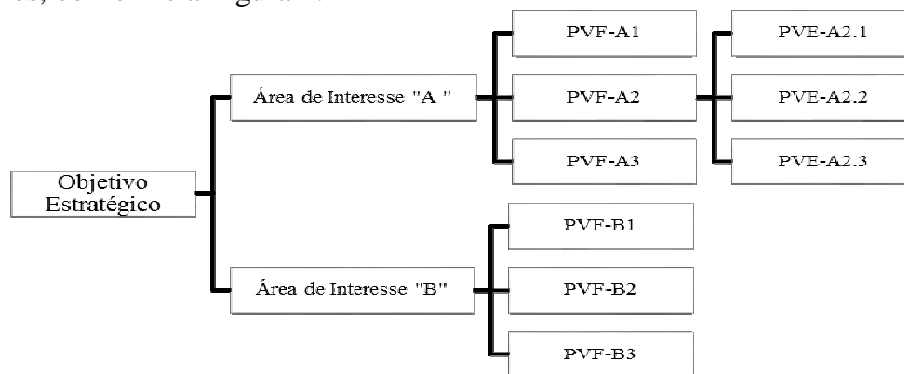 PVF-A1
PVE-A2.1
Área de Interesse "A "
PVF-A2
PVE-A2.2
PVF-A3
PVE-A2.3
Objetivo
Estratégico
PVF-B1
Área de Interesse "B"
PVF-B2
PVF-B3